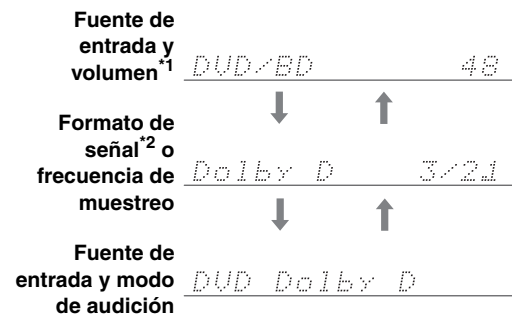 Fuente de
entrada y
volumen*1
DVD/BD 48
Formato de
señal*2 o
frecuencia de
muestreo
Dolby D 3/2.1
Fuente de
entrada y modo
de audición
DVD Dolby D